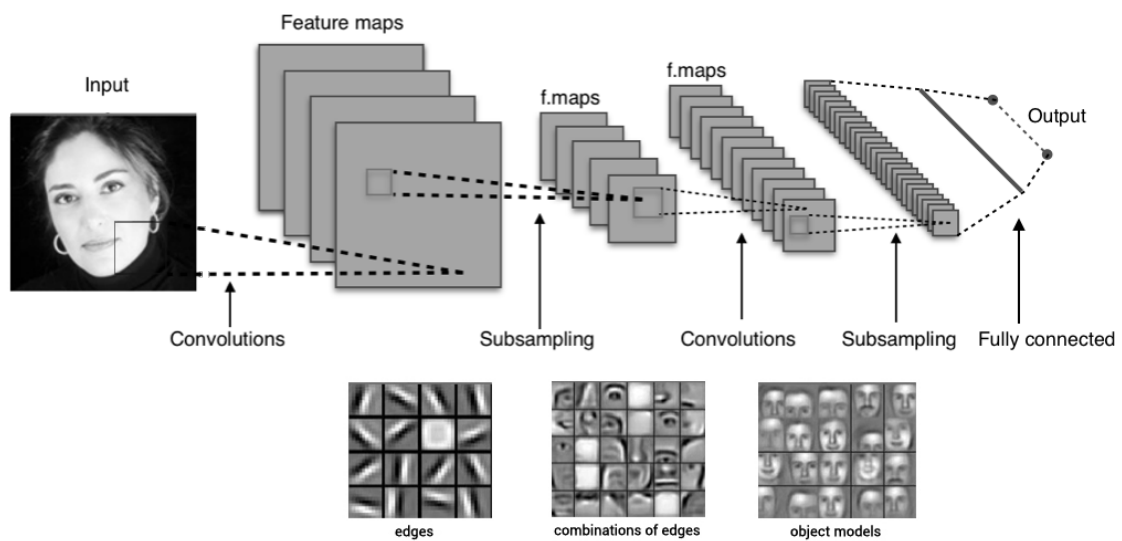 Feature maps
f.maps
Input
f.maps
Output
Convolutions
Subsampling
Convolutions
Subsampling
Fully connected
edges
combinations of edges
object models